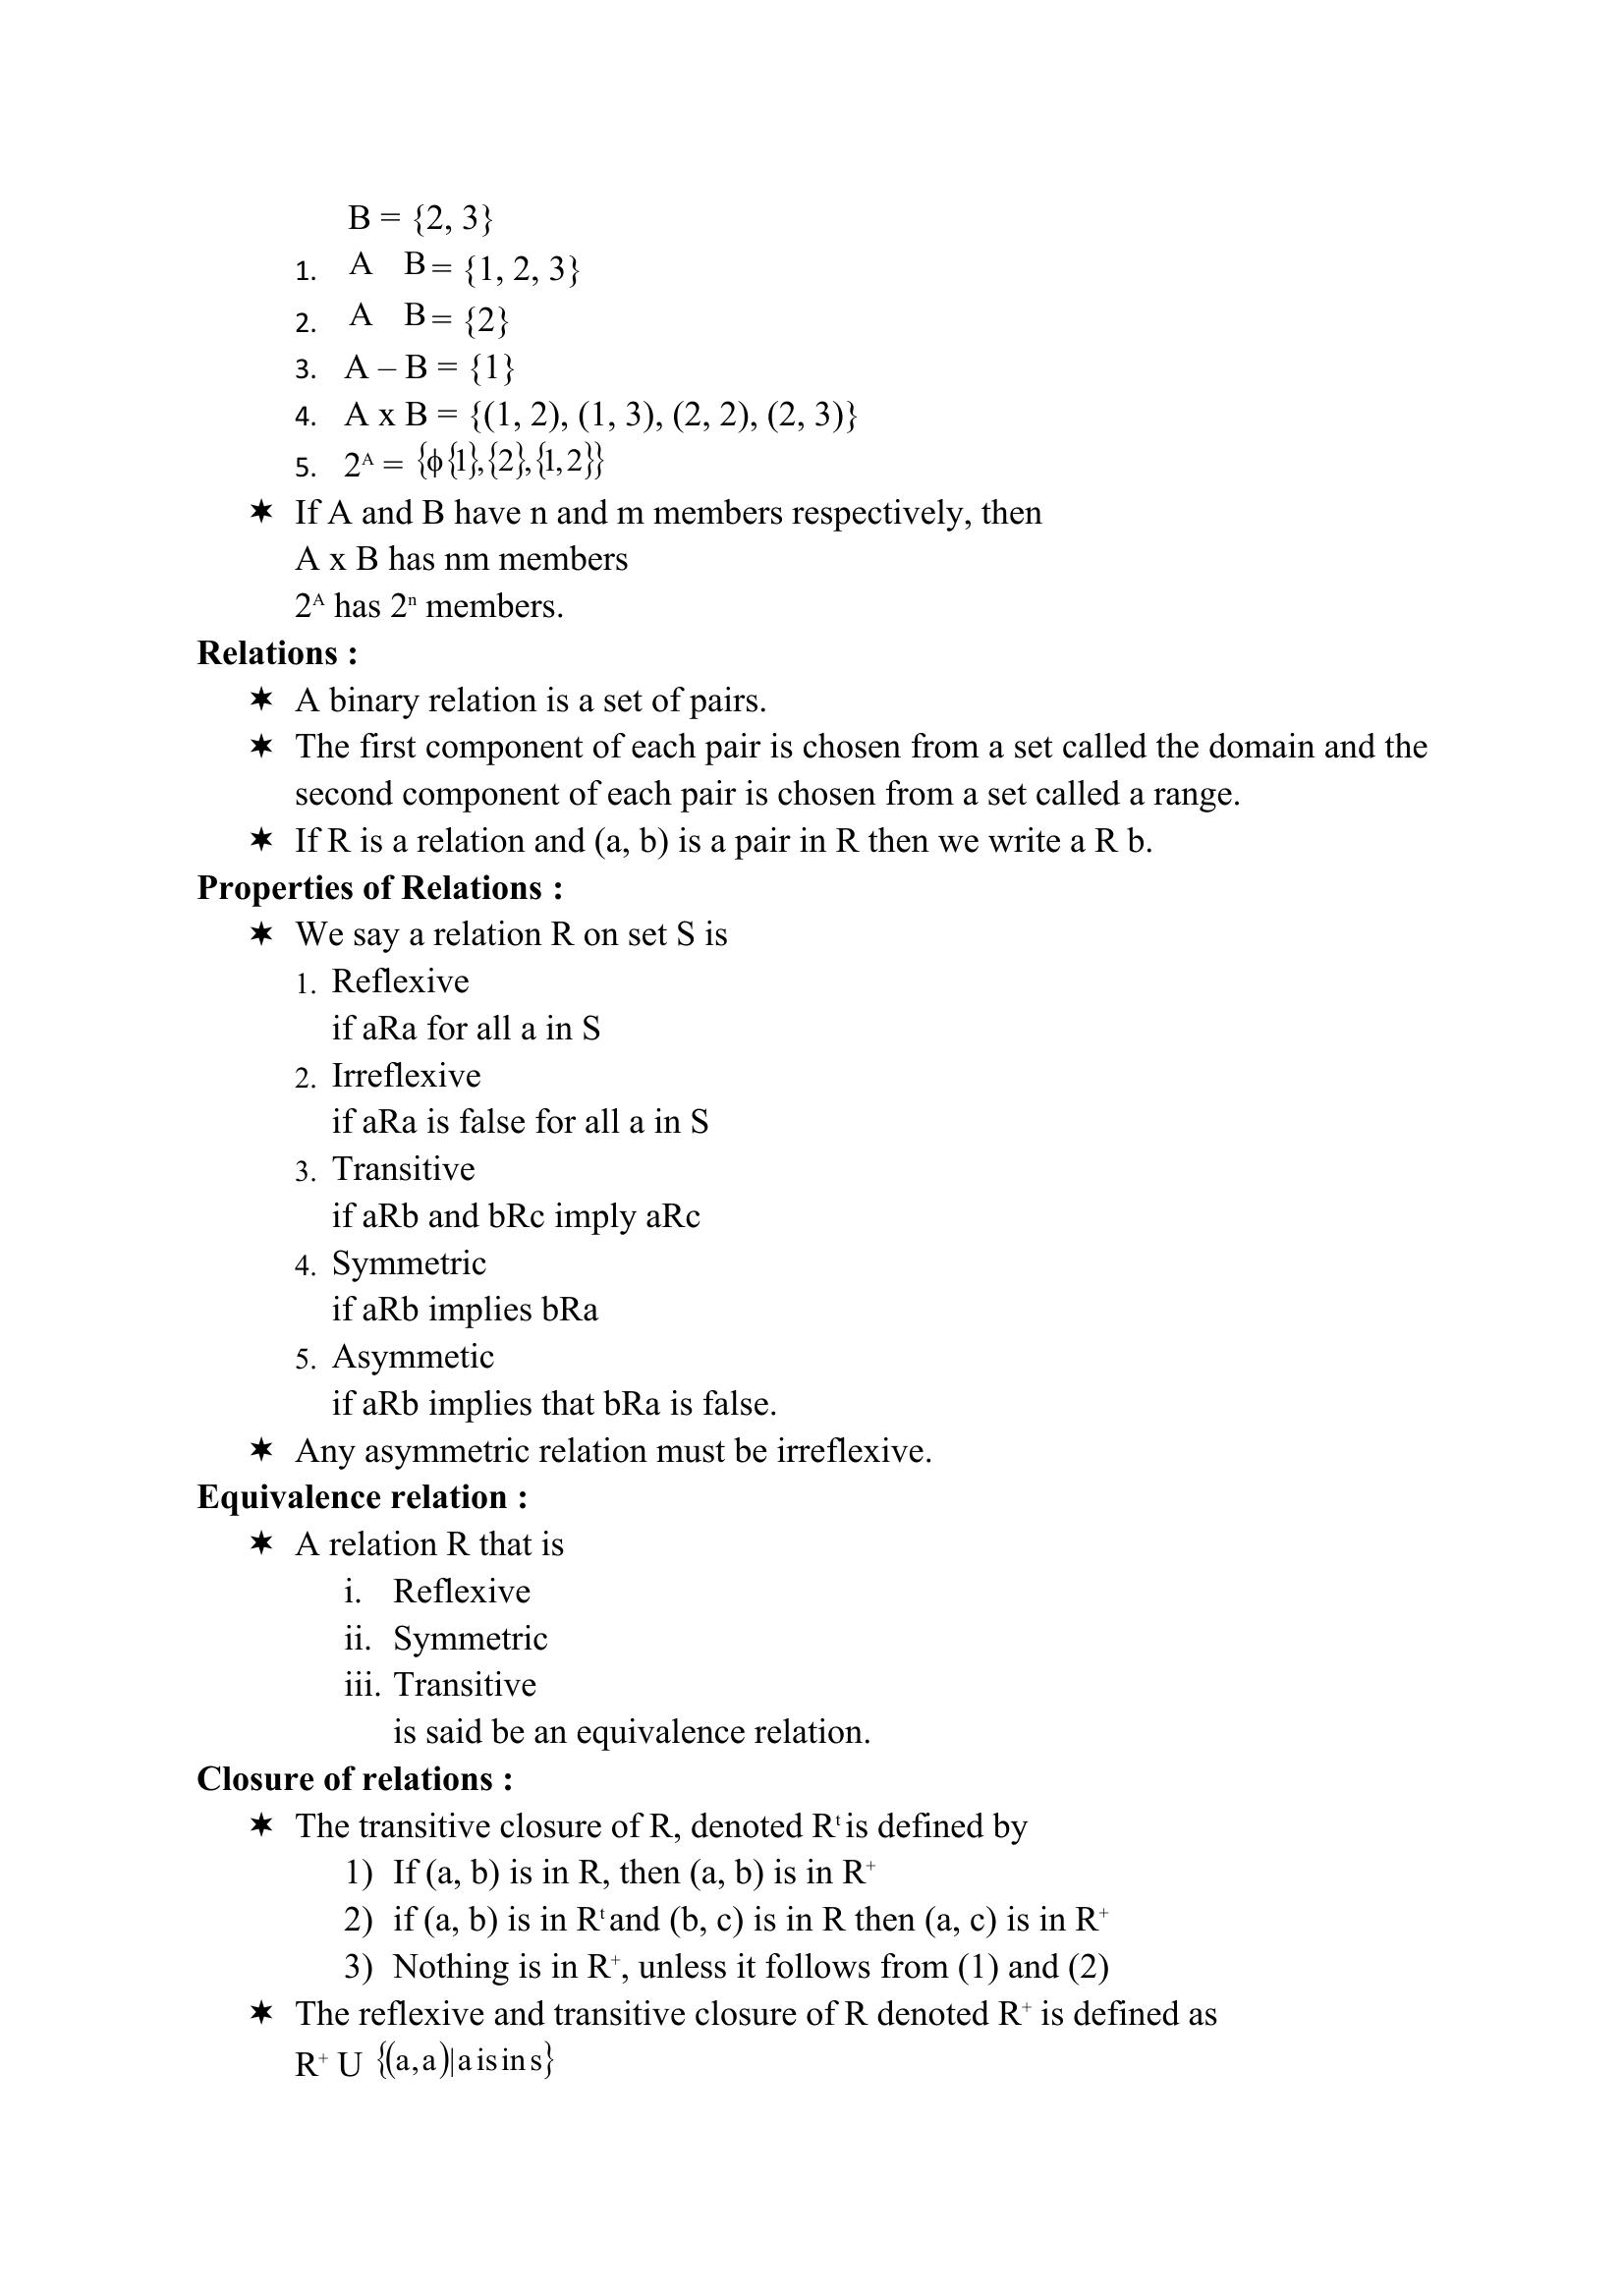 B = {2, 3}
1. A B = {1, 2, 3}
2. A B = {2}
3. A – B = {1}
4. A x B = {(1, 2), (1, 3), (2, 2), (2, 3)}
5. 2ᴬ = {ϕ{1},{2},{1,2}}
✶ If A and B have n and m members respectively, then
A x B has nm members
2ᴬ has 2ⁿ members.
Relations :
✶ A binary relation is a set of pairs.
✶ The first component of each pair is chosen from a set called the domain and the
second component of each pair is chosen from a set called a range.
✶ If R is a relation and (a, b) is a pair in R then we write a R b.
Properties of Relations :
✶ We say a relation R on set S is
1. Reflexive
if aRa for all a in S
2. Irreflexive
if aRa is false for all a in S
3. Transitive
if aRb and bRc imply aRc
4. Symmetric
if aRb implies bRa
5. Asymmetic
if aRb implies that bRa is false.
✶ Any asymmetric relation must be irreflexive.
Equivalence relation :
✶ A relation R that is
i. Reflexive
ii. Symmetric
iii. Transitive
is said be an equivalence relation.
Closure of relations :
✶ The transitive closure of R, denoted Rᵗ is defined by
1) If (a, b) is in R, then (a, b) is in R⁺
2) if (a, b) is in Rᵗ and (b, c) is in R then (a, c) is in R⁺
3) Nothing is in R⁺, unless it follows from (1) and (2)
✶ The reflexive and transitive closure of R denoted R⁺ is defined as
R⁺ U {(a,a)|a is in s}